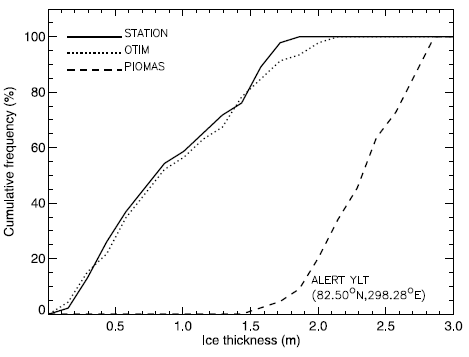 STATION
OTIM
PIOMAS
Cumulative frequency (%)
100
80
60
40
20
0
ALERT YLT
(82.50°N,298.28°E)
0.5 1.0 1.5 2.0 2.5 3.0
Ice thickness (m)